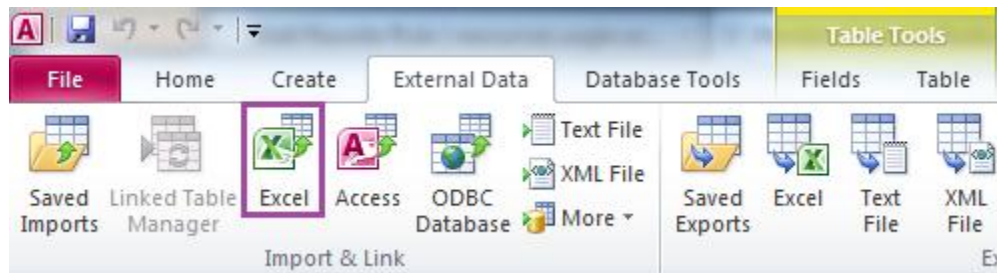 Table Tools
File Home Create External Data Database Tools Fields Table
Saved Imports
Linked Table Manager
Excel
Access
ODBC Database
Text File
XML File
More
Saved Exports
Excel
Text File
XML File
Import & Link